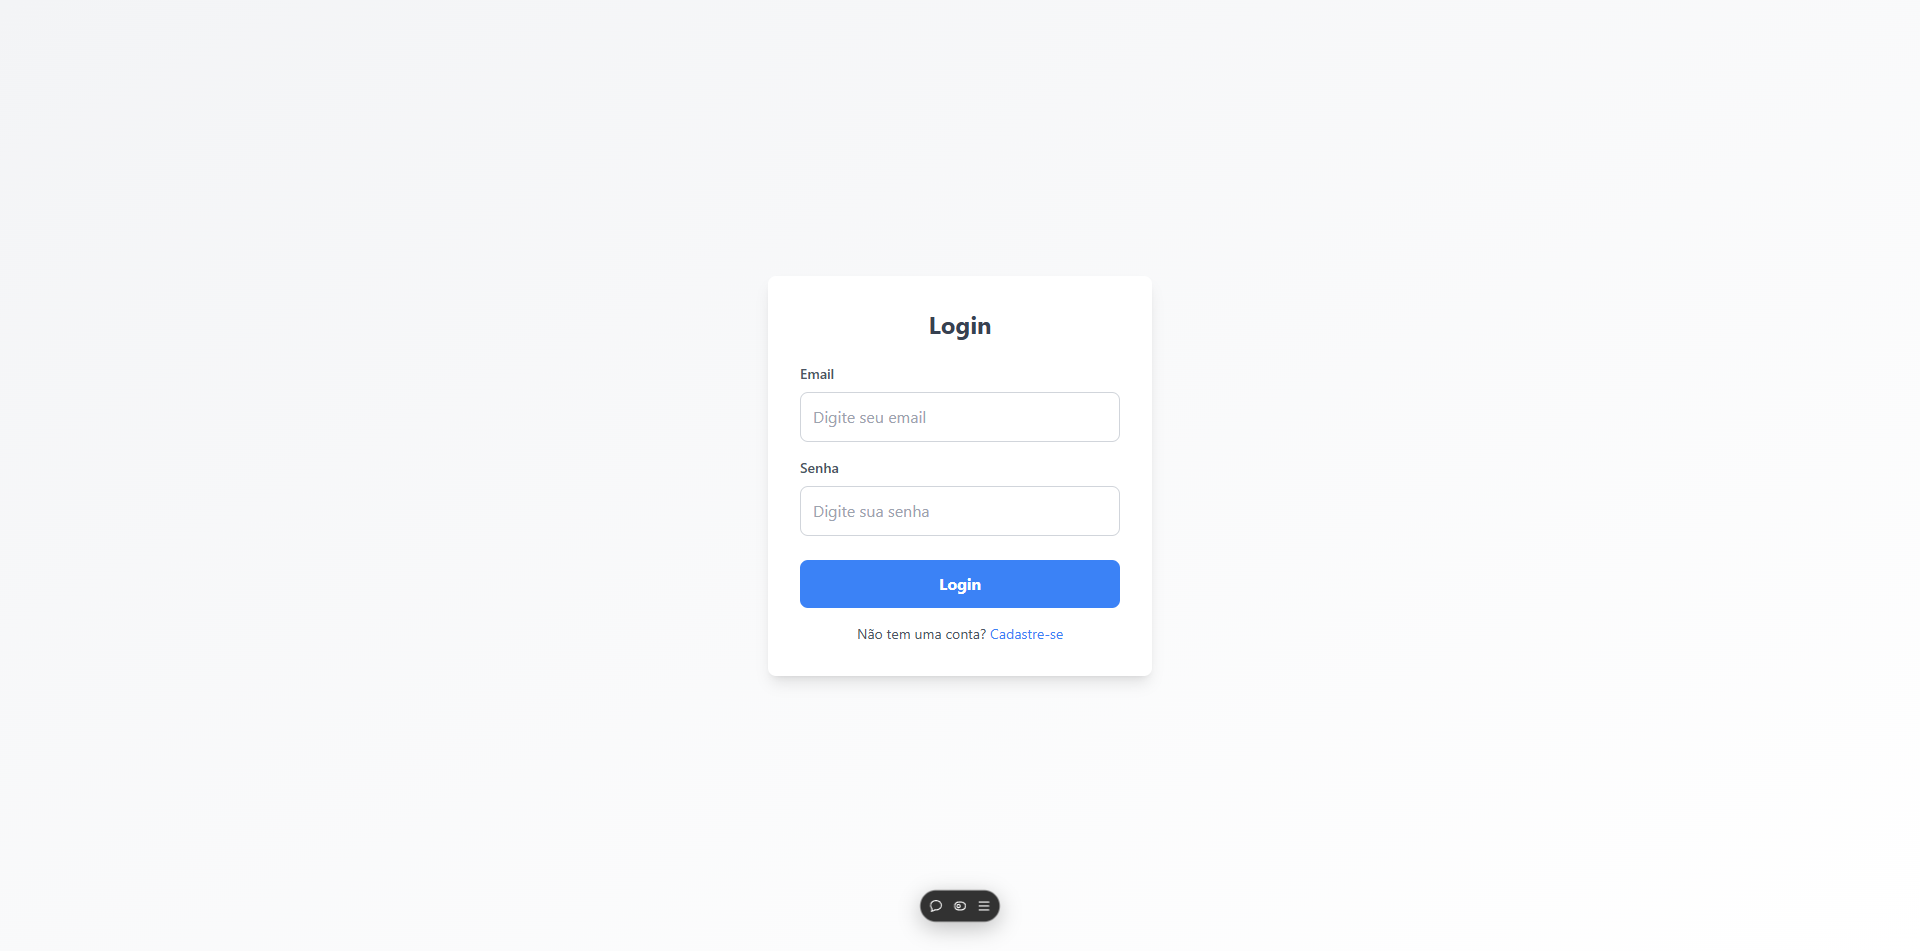 Login
Email
Digite seu email
Senha
Digite sua senha
Login
Não tem uma conta? Cadastre-se